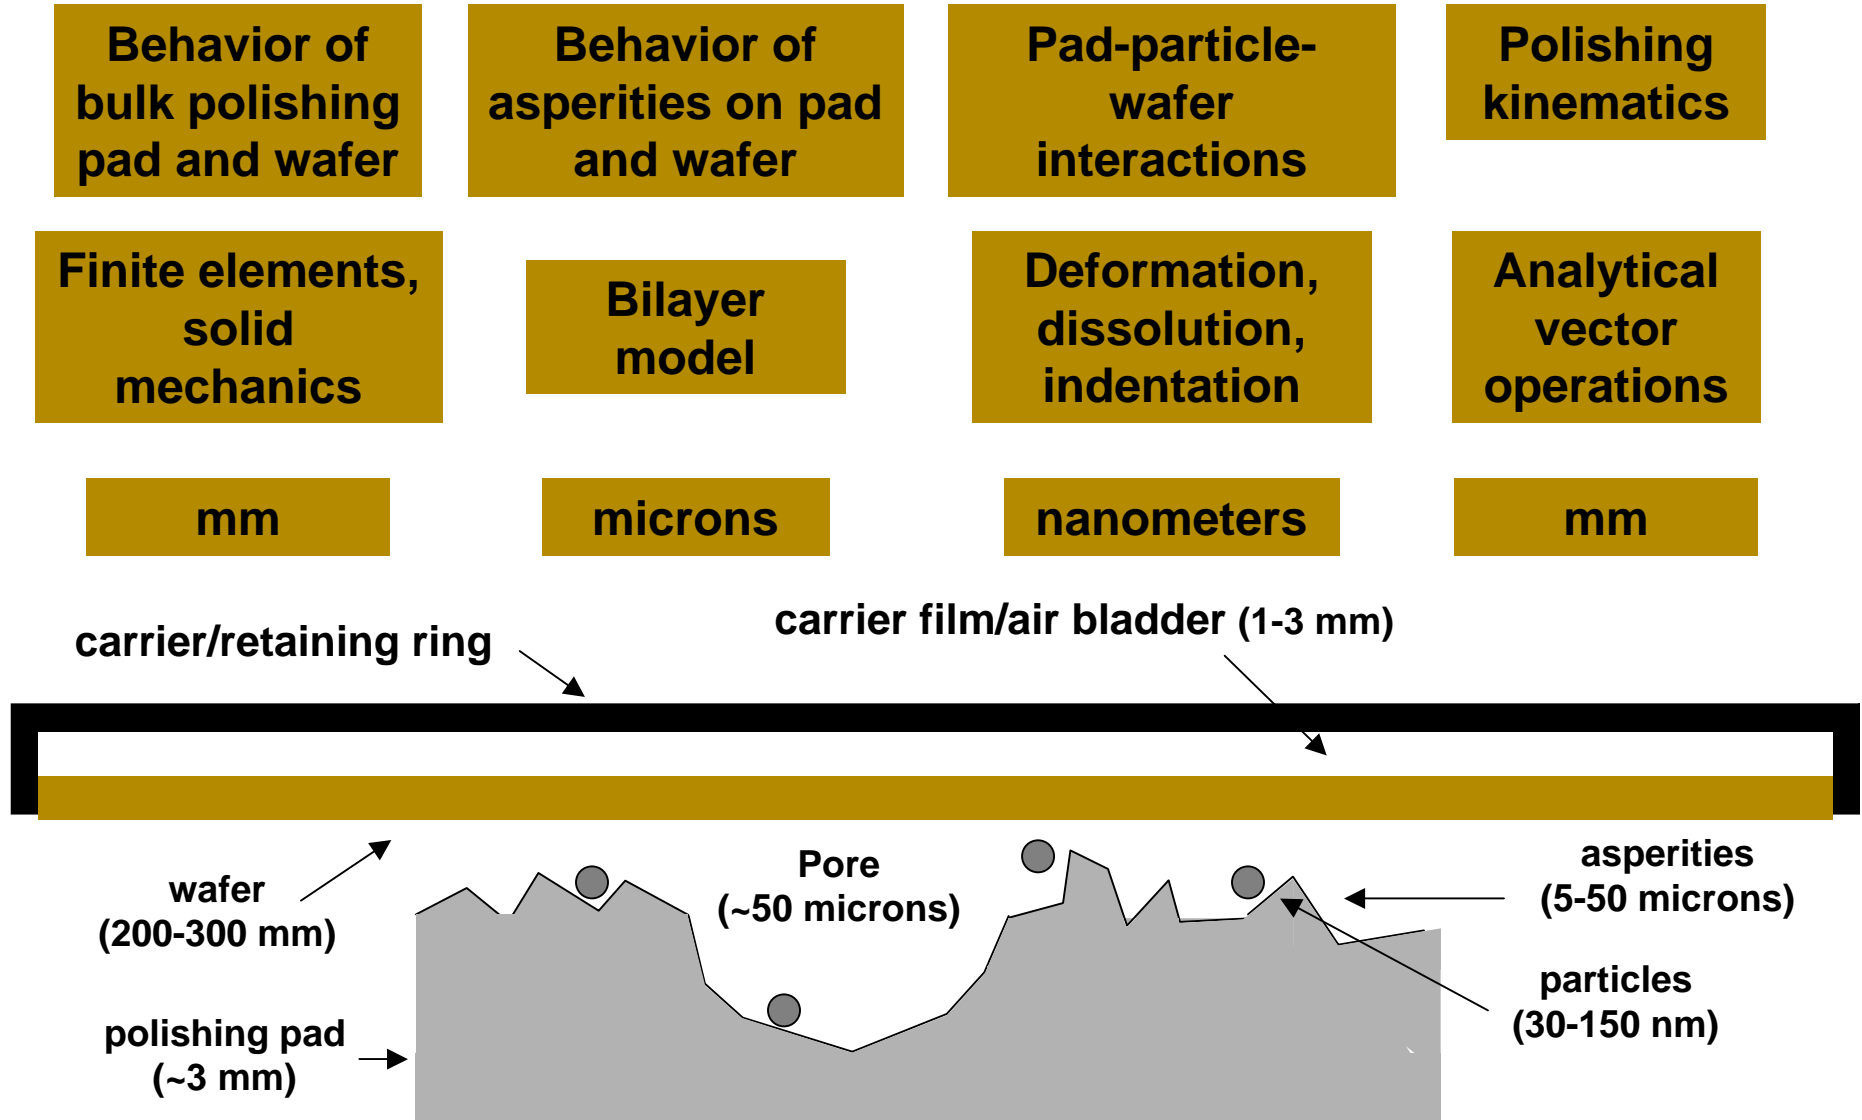 Behavior of
bulk polishing
pad and wafer
Behavior of
asperities on pad
and wafer
Pad-particle-
wafer
interactions
Polishing
kinematics
Finite elements,
solid
mechanics
Bilayer
model
Deformation,
dissolution,
indentation
Analytical
vector
operations
mm
microns
nanometers
mm
carrier/retaining ring
carrier film/air bladder (1-3 mm)
wafer
(200-300 mm)
Pore
(~50 microns)
asperities
(5-50 microns)
particles
(30-150 nm)
polishing pad
(~3 mm)